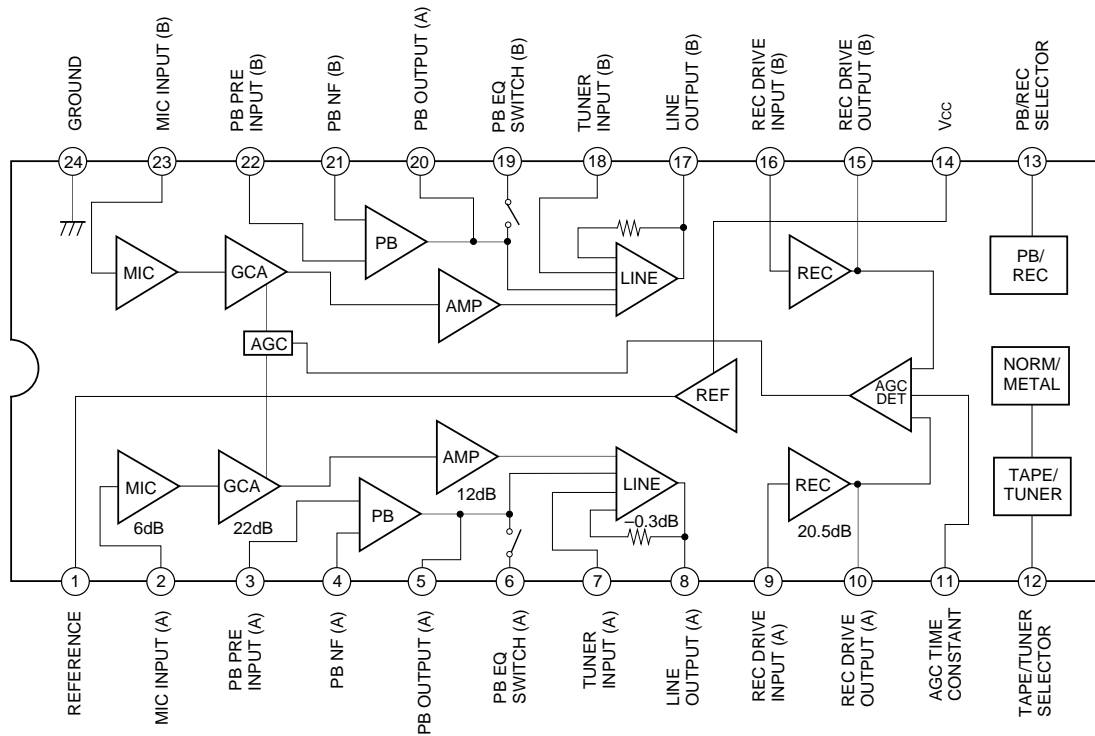 GROUND
MIC INPUT (B)
PB PRE
INPUT (B)
PB NF (B)
PB OUTPUT (A)
PB EQ
SWITCH (B)
TUNER
INPUT (B)
LINE
OUTPUT (B)
REC DRIVE
INPUT (B)
REC DRIVE
OUTPUT (B)
Vcc
PB/REC
SELECTOR
24
23
22
21
20
19
18
17
16
15
14
13
MIC
GCA
PB
AMP
LINE
REC
PB/
REC
AGC
REF
AGC
DET
NORM/
METAL
MIC
6dB
GCA
22dB
PB
AMP
12dB
LINE
–0.3dB
REC
20.5dB
TAPE/
TUNER
1
2
3
4
5
6
7
8
9
10
11
12
REFERENCE
MIC INPUT (A)
PB PRE
INPUT (A)
PB NF (A)
PB OUTPUT (A)
PB EQ
SWITCH (A)
TUNER
INPUT (A)
LINE
OUTPUT (A)
REC DRIVE
INPUT (A)
REC DRIVE
OUTPUT (A)
AGC TIME
CONSTANT
TAPE/TUNER
SELECTOR